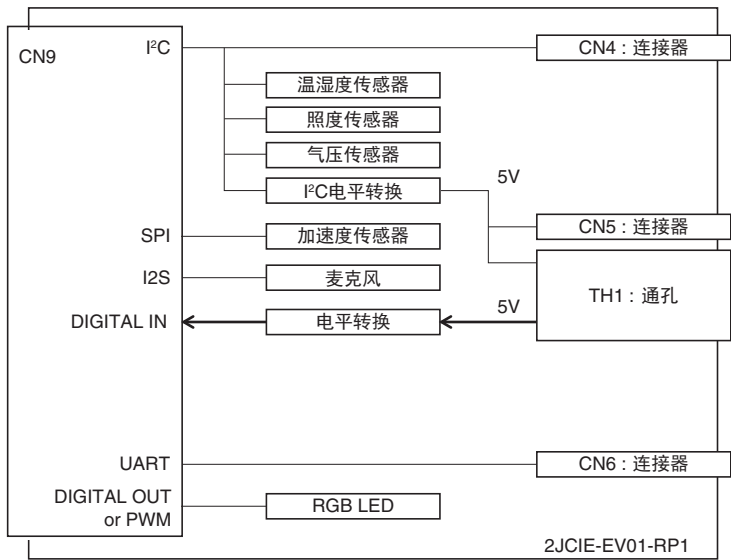 CN9
I²C
CN4：连接器
温湿度传感器
照度传感器
气压传感器
I²C电平转换
5V
CN5：连接器
SPI
加速度传感器
I2S
麦克风
TH1：通孔
DIGITAL IN
电平转换
5V
UART
CN6：连接器
DIGITAL OUT
or PWM
RGB LED
2JCIE-EV01-RP1